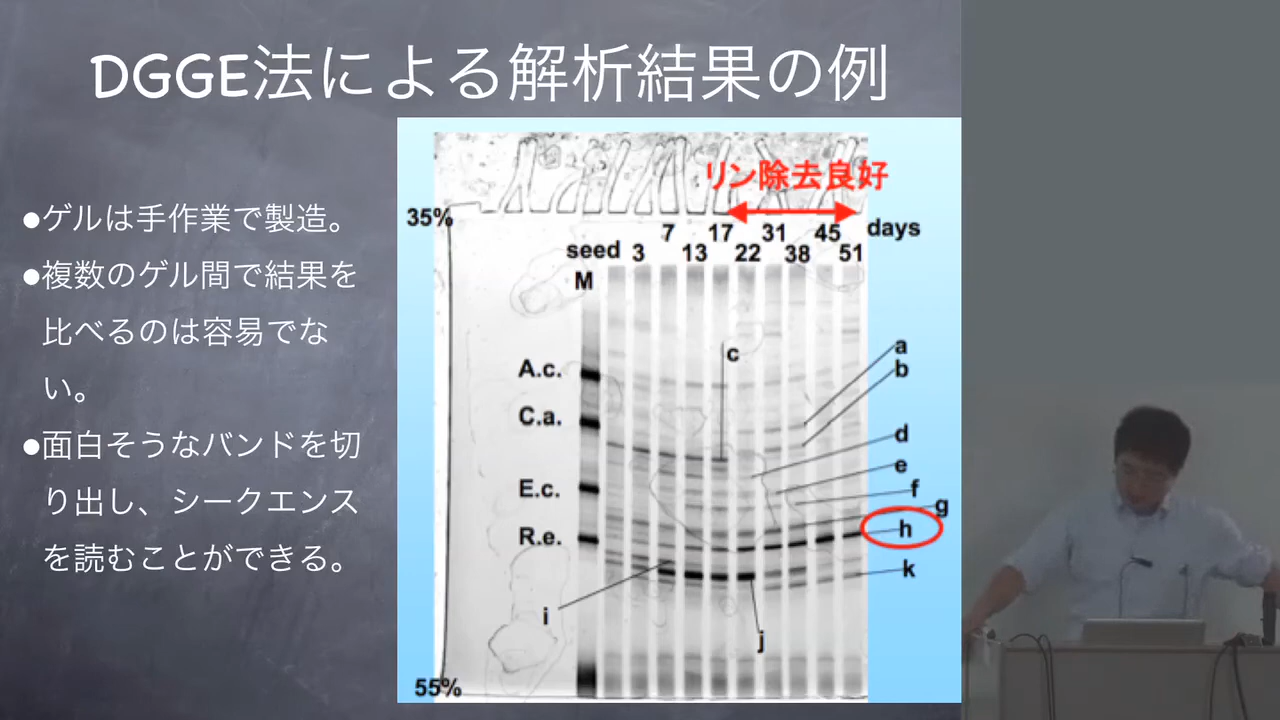 DGGE法による解析結果の例
●ゲルは手作業で製造。
●複数のゲル間で結果を
比べるのは容易でな
い。
●面白そうなバンドを切
り出し、シークエンス
を読むことができる。
リン除去良好
35%
7 17 31 45 days
seed 3 13 22 38 51
M
c
a
A.c.
b
C.a.
d
e
E.c.
f
g
h
R.e.
k
i
j
55%